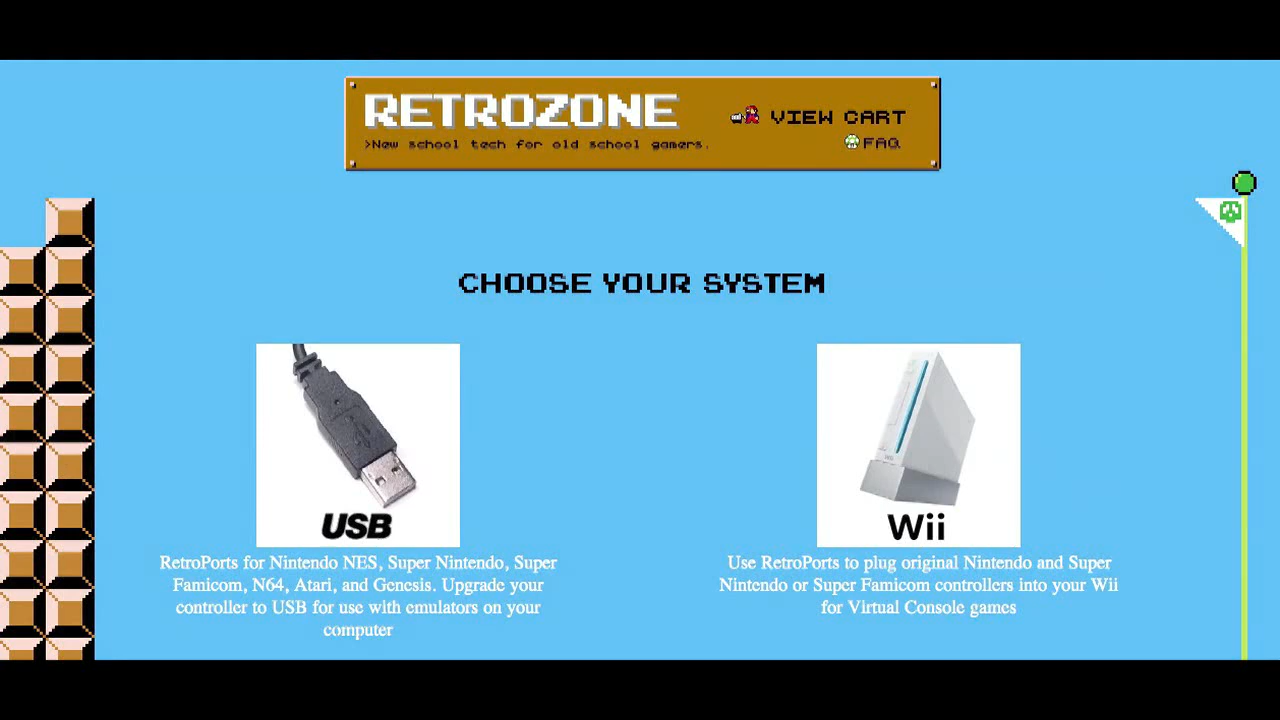 RETROZONE
VIEW CART
>New school tech for old school gamers.
FAQ
CHOOSE YOUR SYSTEM
USB
Wii
RetroPorts for Nintendo NES, Super Nintendo, Super
Famicom, N64, Atari, and Genesis. Upgrade your
controller to USB for use with emulators on your
computer
Use RetroPorts to plug original Nintendo and Super
Nintendo or Super Famicom controllers into your Wii
for Virtual Console games